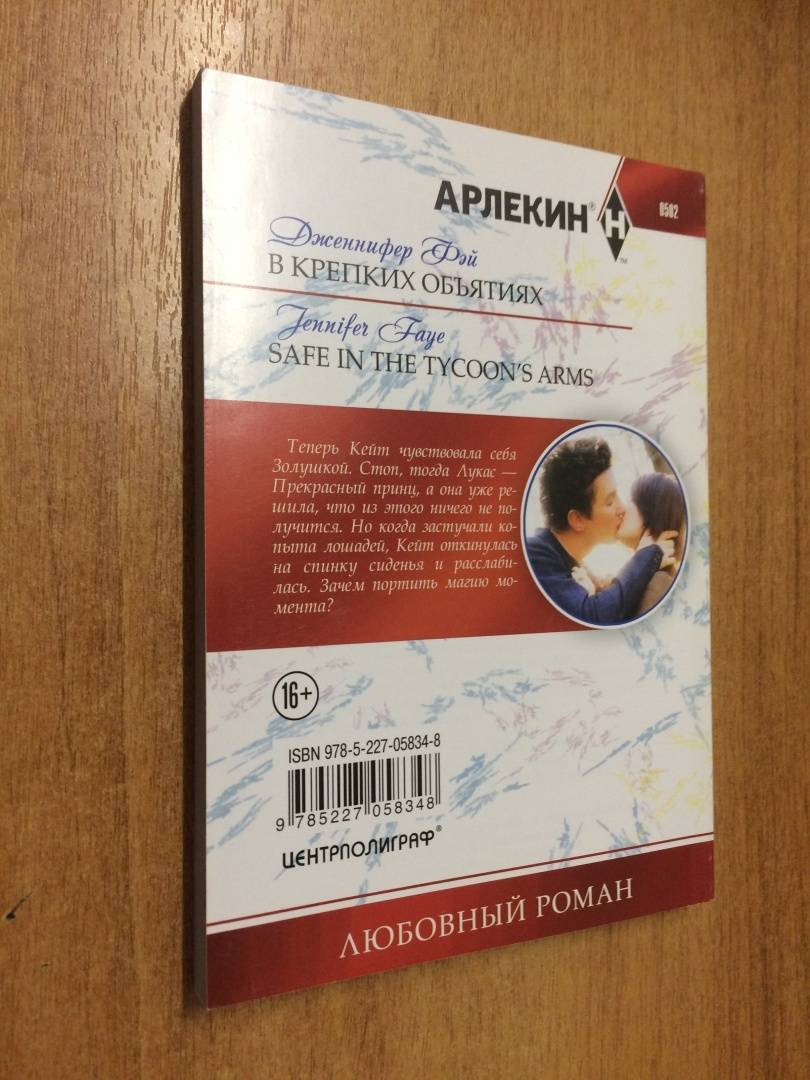 АРЛЕКИН®
H
™
0502
Дженнифер Фэй
В КРЕПКИХ ОБЪЯТИЯХ
Jennifer Faye
SAFE IN THE TYCOON'S ARMS
Теперь Кейт чувствовала себя
Золушкой. Стоп, тогда Лукас —
Прекрасный принц, а она уже ре-
шила, что из этого ничего не по-
лучится. Но когда застучали ко-
пыта лошадей, Кейт откинулась
на спинку сиденья и расслаби-
лась. Зачем портить магию мо-
мента?
16+
ISBN 978-5-227-05834-8
9 785227 058348
ЦЕНТРПОЛИГРАФ®
ЛЮБОВНЫЙ РОМАН